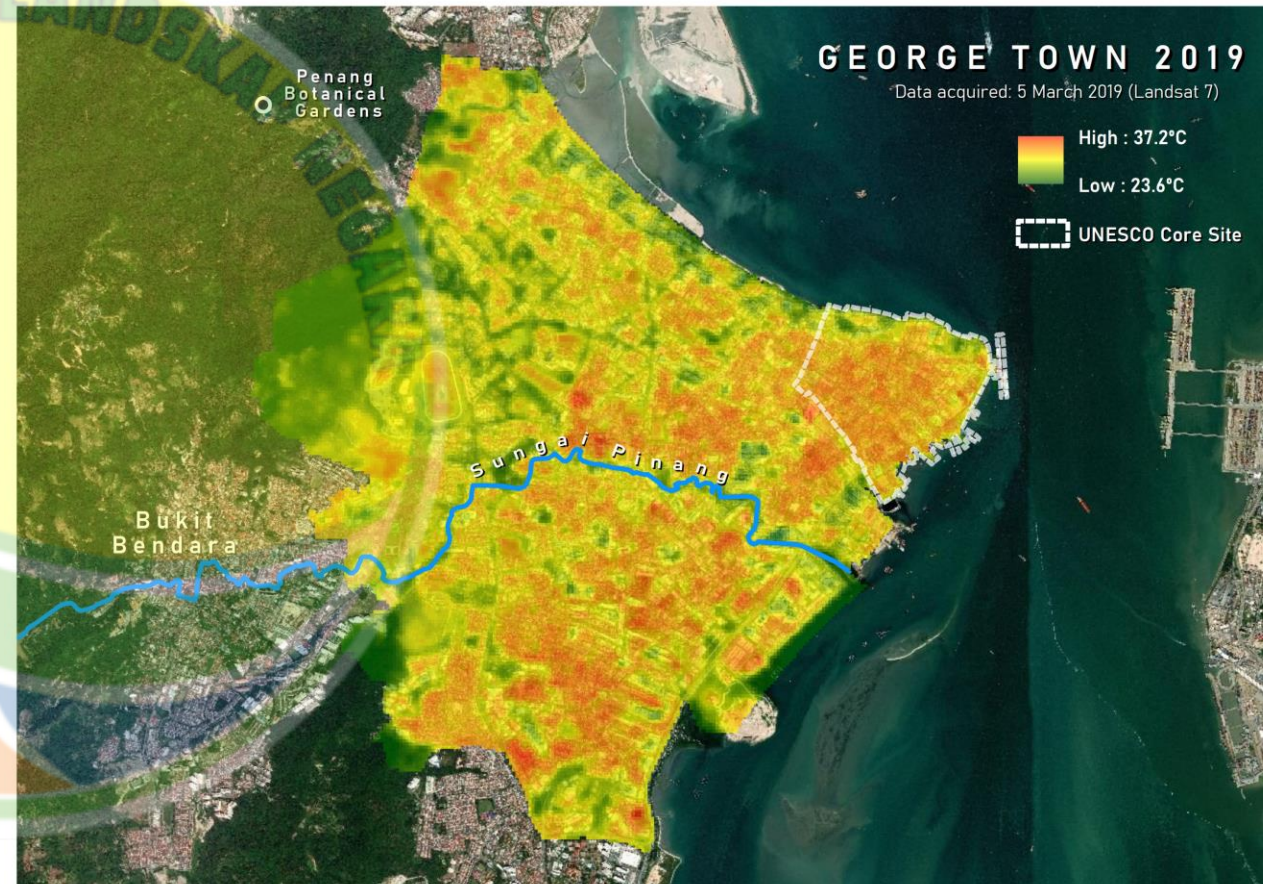 GEORGE TOWN 2019
Data acquired: 5 March 2019 (Landsat 7)
High : 37.2°C
Low : 23.6°C
UNESCO Core Site
Penang
Botanical
Gardens
Sungai Pinang
Bukit
Bendara